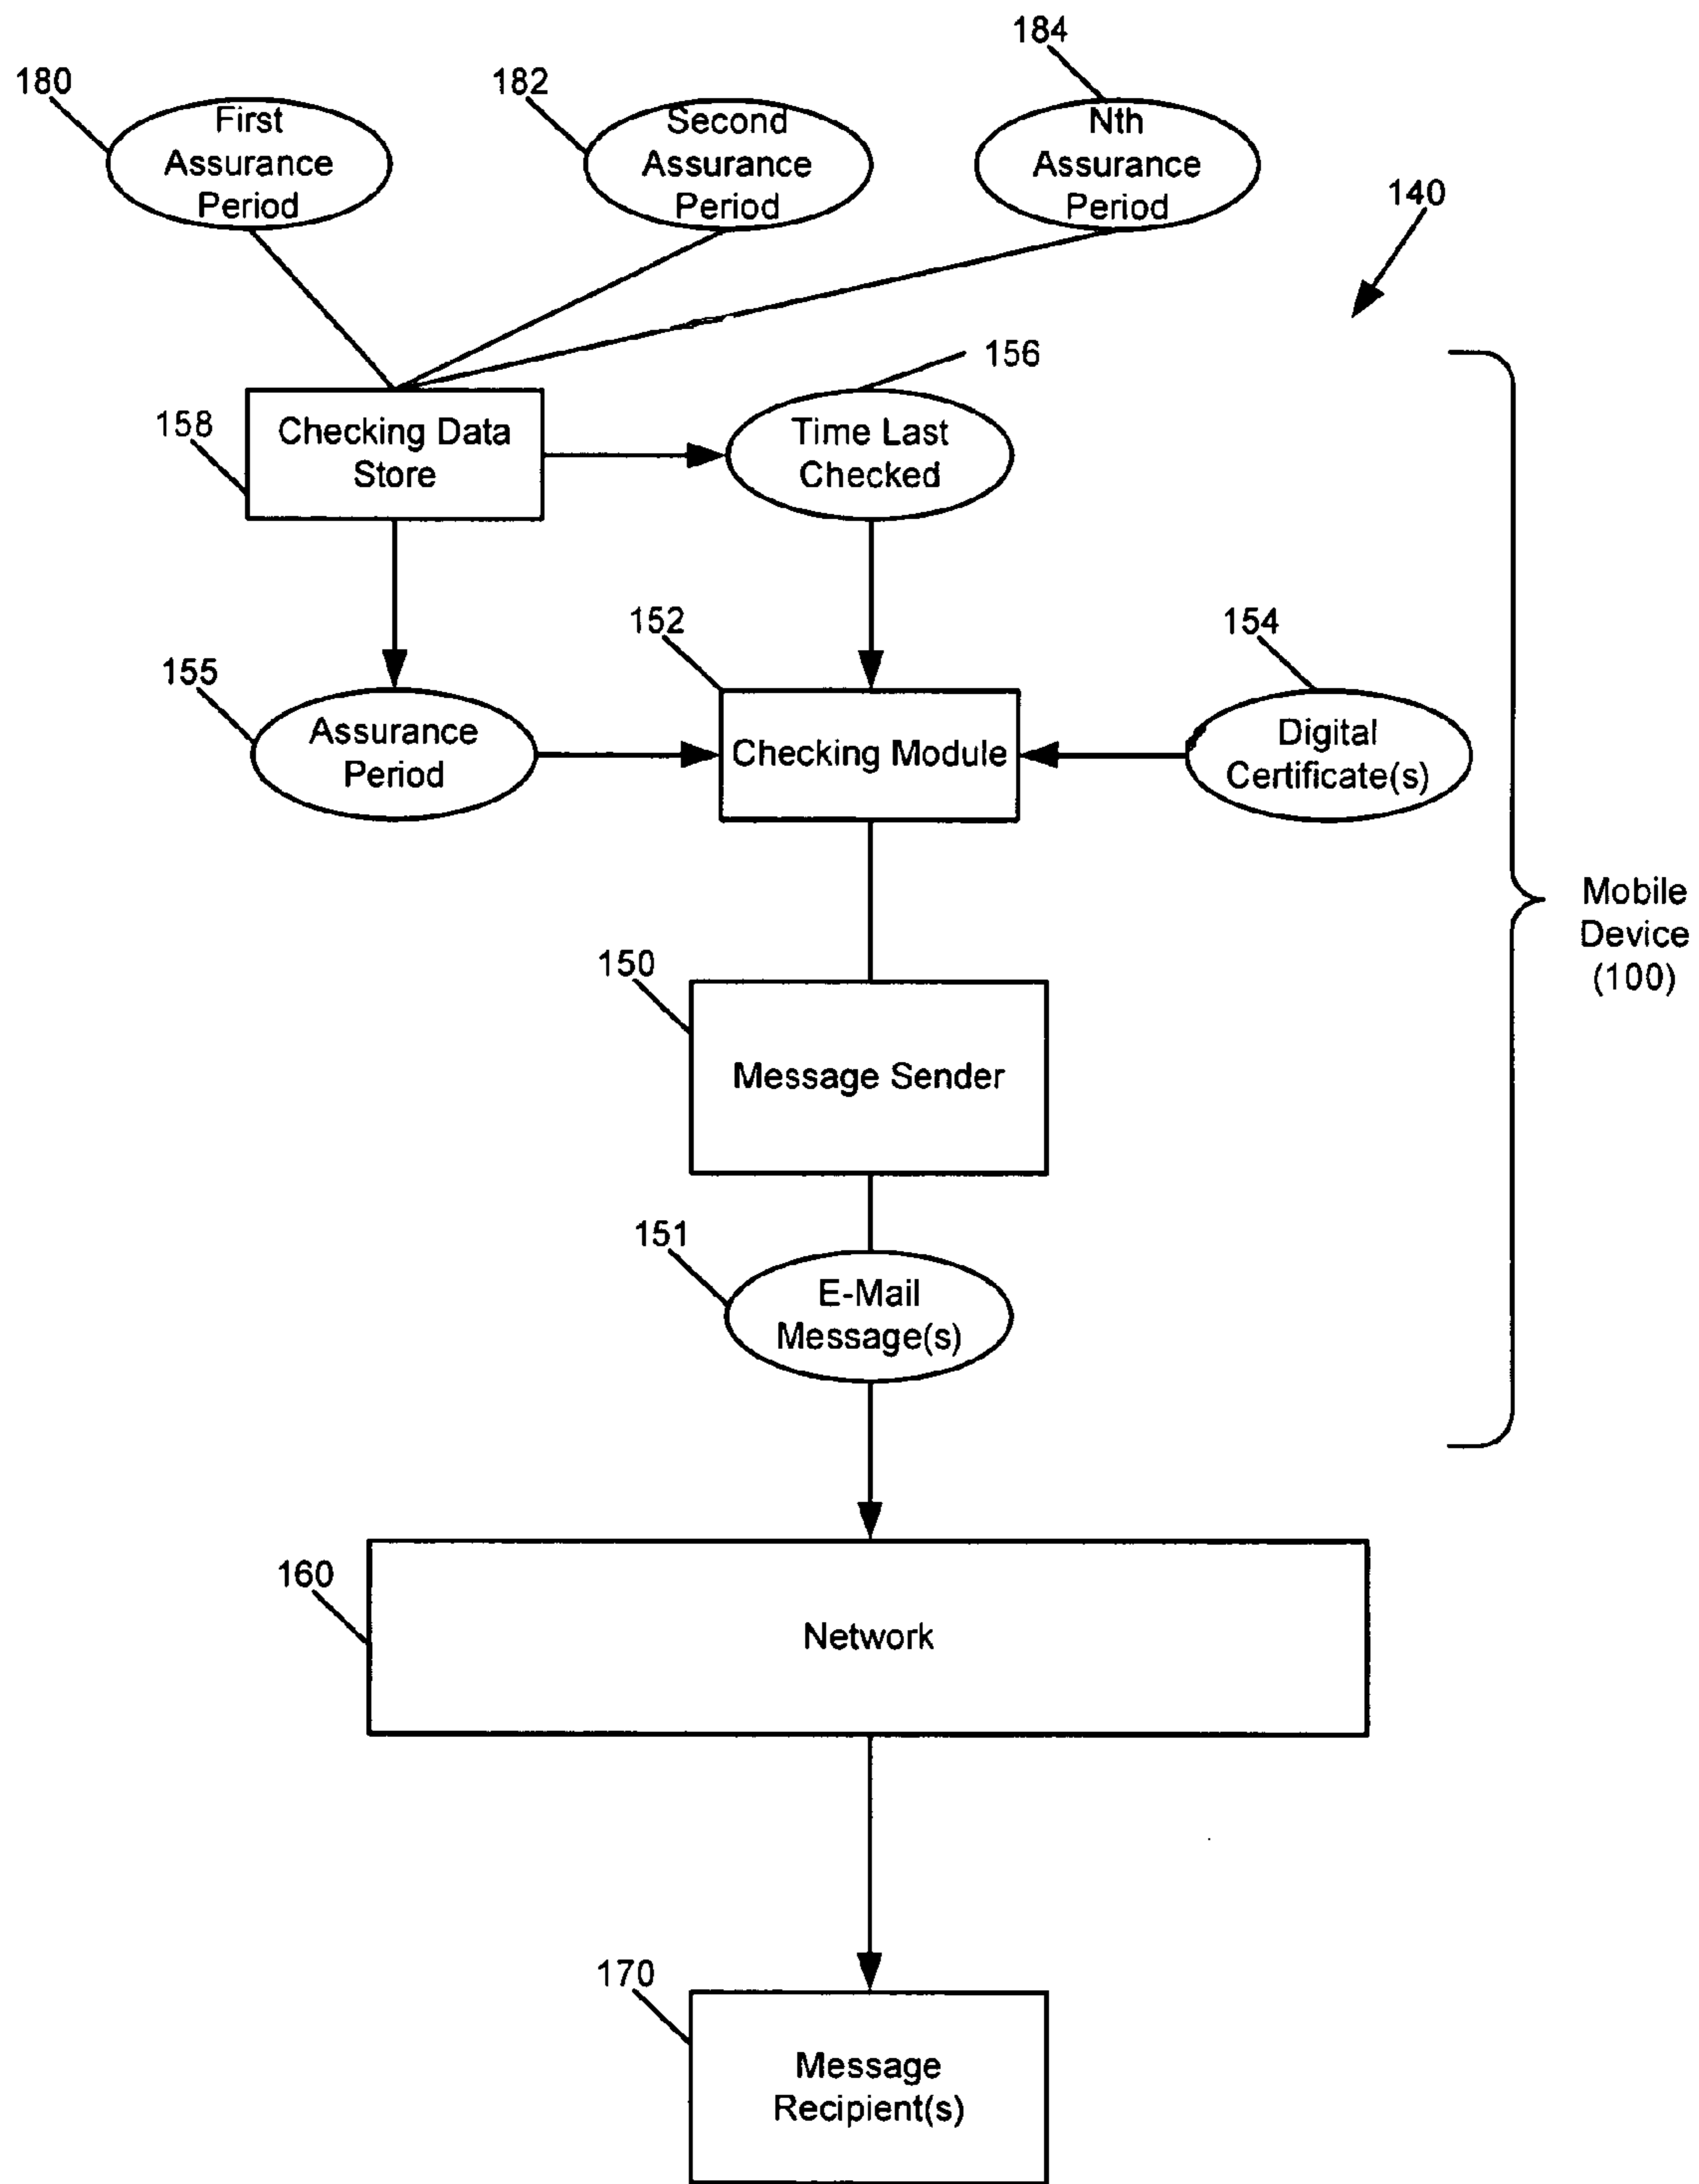 184
180
182
First
Assurance
Period
Second
Assurance
Period
Nth
Assurance
Period
140
156
158
Checking Data
Store
Time Last
Checked
152
154
155
Assurance
Period
Checking Module
Digital
Certificate(s)
Mobile
Device
(100)
150
Message Sender
151
E-Mail
Message(s)
160
Network
170
Message
Recipient(s)